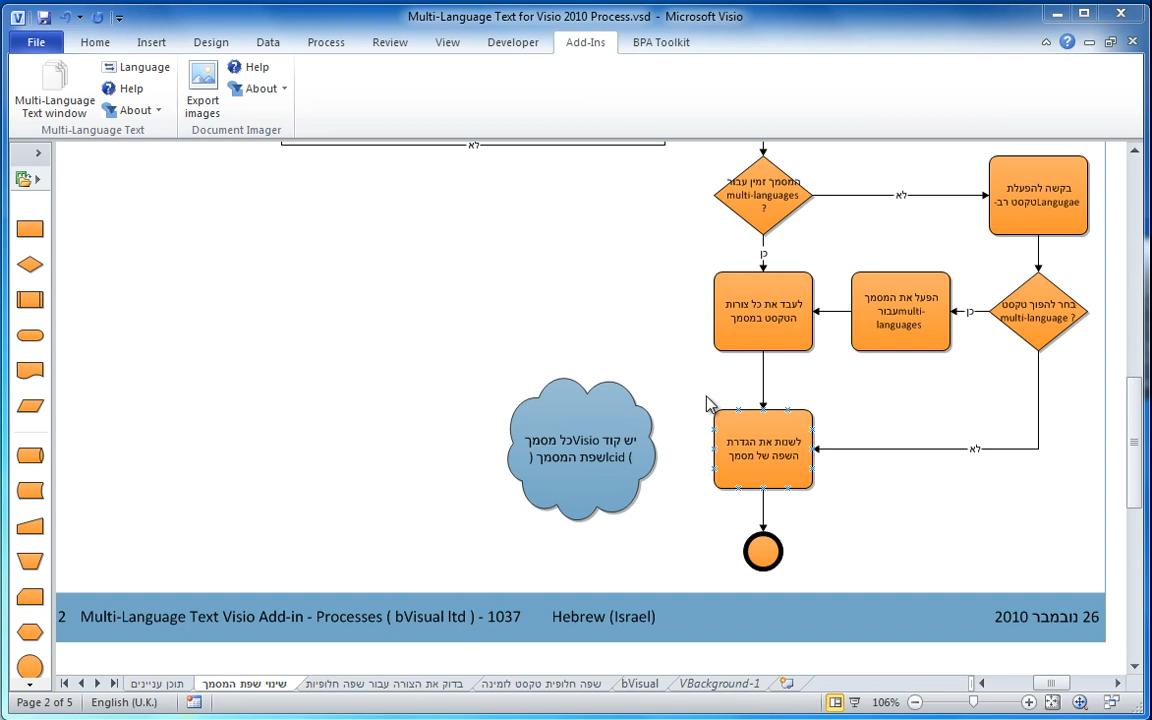 Multi-Language Text for Visio 2010 Process.vsd - Microsoft Visio
File Home Insert Design Data Process Review View Developer Add-Ins BPA Toolkit
Multi-Language Text window
Language
Help
About
Multi-Language Text
Export images
Help
About
Document Imager
לא
המסמך זמין עבור
multi-languages
?
לא
בקשה להפעלת
טקסט רב-Langugae
כן
לעבד את כל צורות
הטקסט במסמך
הפעל את המסמך
עבורmulti-
languages
כן
בחר להפוך טקסט
multi-language ?
יש קוד Visioכל מסמך
) lcidשפת המסמך (
לשנות את הגדרת
השפה של מסמך
לא
2 Multi-Language Text Visio Add-in - Processes ( bVisual ltd ) - 1037 Hebrew (Israel) 26 נובמבר 2010
תוכן עניינים שינוי שפת המסמך בדוק את הצורה עבור שפה חלופיות שפה חלופית טקסט לזמינה bVisual VBackground-1
Page 2 of 5 English (U.K.) 106%